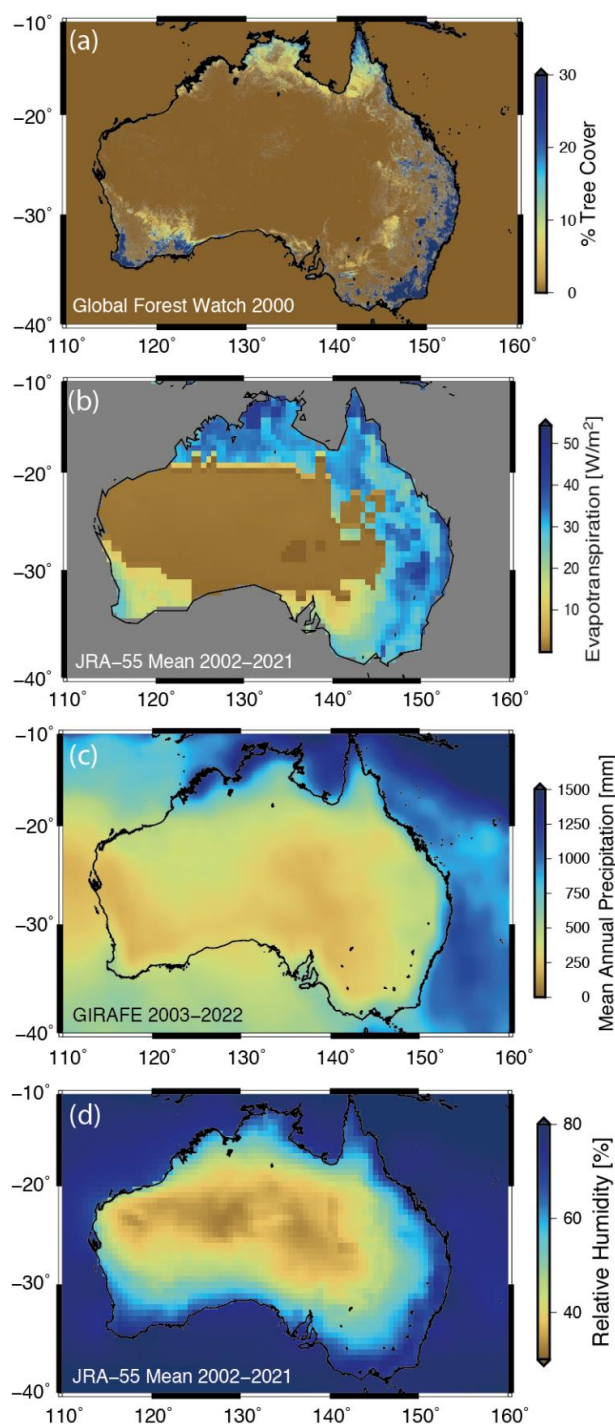 (a)
−10°
−20°
−30°
−40°
110° 120° 130° 140° 150° 160°
Global Forest Watch 2000
30
20
10
0
% Tree Cover
(b)
−10°
−20°
−30°
−40°
110° 120° 130° 140° 150° 160°
JRA−55 Mean 2002−2021
50
40
30
20
10
Evapotranspiration [W/m²]
(c)
−10°
−20°
−30°
−40°
110° 120° 130° 140° 150° 160°
GIRAFE 2003−2022
1500
1250
1000
750
500
250
0
Mean Annual Precipitation [mm]
(d)
−10°
−20°
−30°
−40°
110° 120° 130° 140° 150° 160°
JRA−55 Mean 2002−2021
80
60
40
Relative Humidity [%]